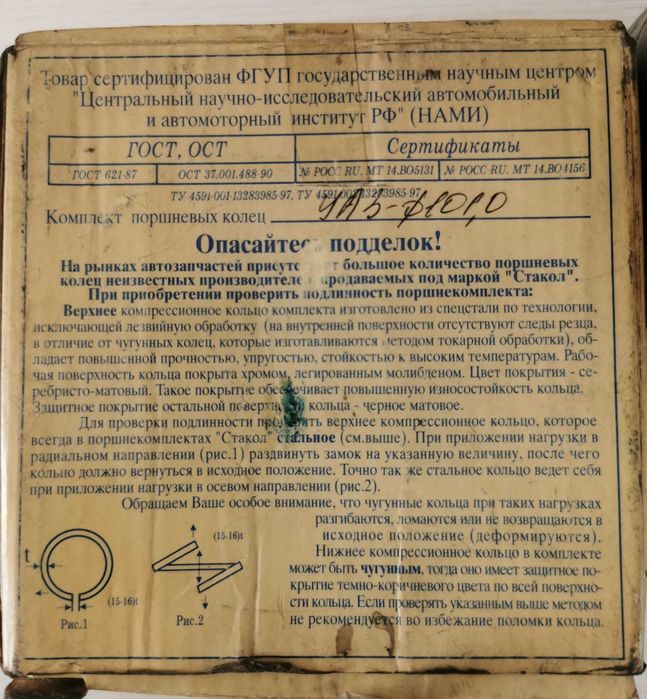 Товар сертифицирован ФГУП государственным научным центром
"Центральный научно-исследовательский автомобильный
и автомоторный институт РФ" (НАМИ)
ГОСТ, ОСТ
Сертификаты
ГОСТ 621-87
ОСТ 37.001.488-90
№ РОСС RU. МТ 14.ВО5131
№ РОСС RU. МТ 14.ВО4156
ТУ 4591-001-13283985-97, ТУ 4591-002-13283985-97
Комплект поршневых колец УАЗ-ф101,0
Опасайтесь подделок!
На рынках автозапчастей присутствует большое количество поршневых
колец неизвестных производителей продаваемых под маркой "Стакол".
При приобретении проверить подлинность поршнекомплекта:
Верхнее компрессионное кольцо комплекта изготовлено из спецстали по технологии,
исключающей лезвийную обработку (на внутренней поверхности отсутствуют следы резца,
в отличие от чугунных колец, которые изготавливаются методом токарной обработки), об-
ладает повышенной прочностью, упругостью, стойкостью к высоким температурам. Рабо-
чая поверхность кольца покрыта хромом, легированным молибденом. Цвет покрытия - се-
ребристо-матовый. Такое покрытие обеспечивает повышенную износостойкость кольца.
Защитное покрытие остальной поверхности кольца - черное матовое.
Для проверки подлинности проверить верхнее компрессионное кольцо, которое
всегда в поршнекомплектах "Стакол" стальное (см.выше). При приложении нагрузки в
радиальном направлении (рис.1) раздвинуть замок на указанную величину, после чего
кольцо должно вернуться в исходное положение. Точно так же стальное кольцо ведет себя
при приложении нагрузки в осевом направлении (рис.2).
Обращаем Ваше особое внимание, что чугунные кольца при таких нагрузках
разгибаются, ломаются или не возвращаются в
исходное положение (деформируются).
Нижнее компрессионное кольцо в комплекте
может быть чугунным, тогда оно имеет защитное по-
крытие темно-коричневого цвета по всей поверхно-
сти кольца. Если проверять указанным выше методом
не рекомендуется во избежание поломки кольца.
t
(15-16)t
Рис.1
(15-16)t
Рис.2